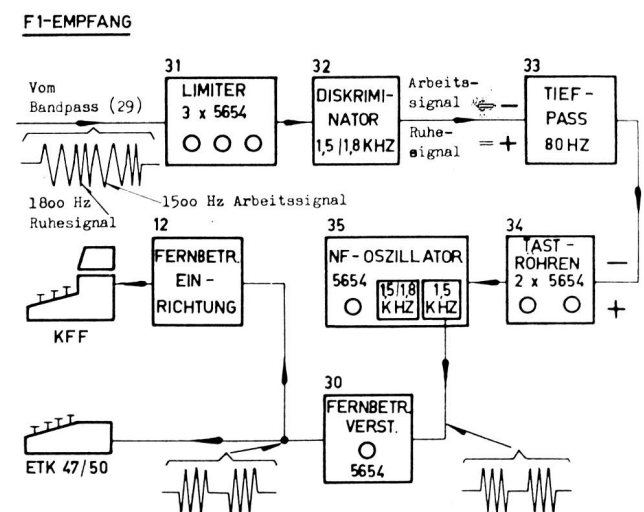 F1-EMPFANG
Vom
Bandpass (29)
31
LIMITER
3 x 5654
32
DISKRIMI-
NATOR
1,5/1,8 KHZ
Arbeits-
signal = −
Ruhe-
signal = +
33
TIEF-
PASS
80 HZ
1800 Hz
Ruhesignal
1500 Hz Arbeitssignal
12
FERNBETR.
EIN-
RICHTUNG
KFF
35
NF-OSZILLATOR
5654
1,5/1,8
KHZ
1,5
KHZ
34
TAST-
RÖHREN
2 x 5654
−
+
30
FERNBETR.
VERST.
5654
ETK 47/50